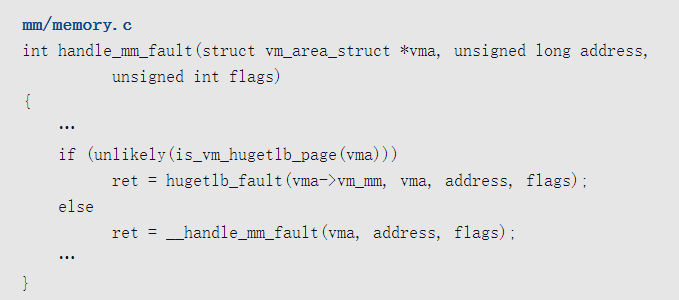 mm/memory.c
int handle_mm_fault(struct vm_area_struct *vma, unsigned long address,
        unsigned int flags)
{
    …
    if (unlikely(is_vm_hugetlb_page(vma)))
        ret = hugetlb_fault(vma->vm_mm, vma, address, flags);
    else
        ret = __handle_mm_fault(vma, address, flags);
    …
}